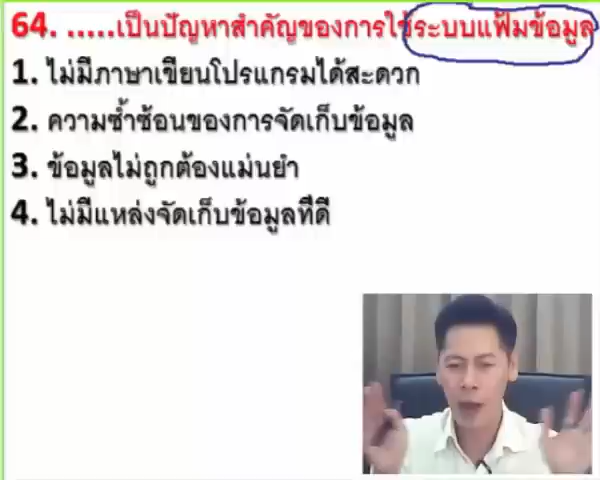 64. .....เป็นปัญหาสำคัญของการใช้ระบบแฟ้มข้อมูล
1. ไม่มีภาษาเขียนโปรแกรมได้สะดวก
2. ความซ้ำซ้อนของการจัดเก็บข้อมูล
3. ข้อมูลไม่ถูกต้องแม่นยำ
4. ไม่มีแหล่งจัดเก็บข้อมูลที่ดี